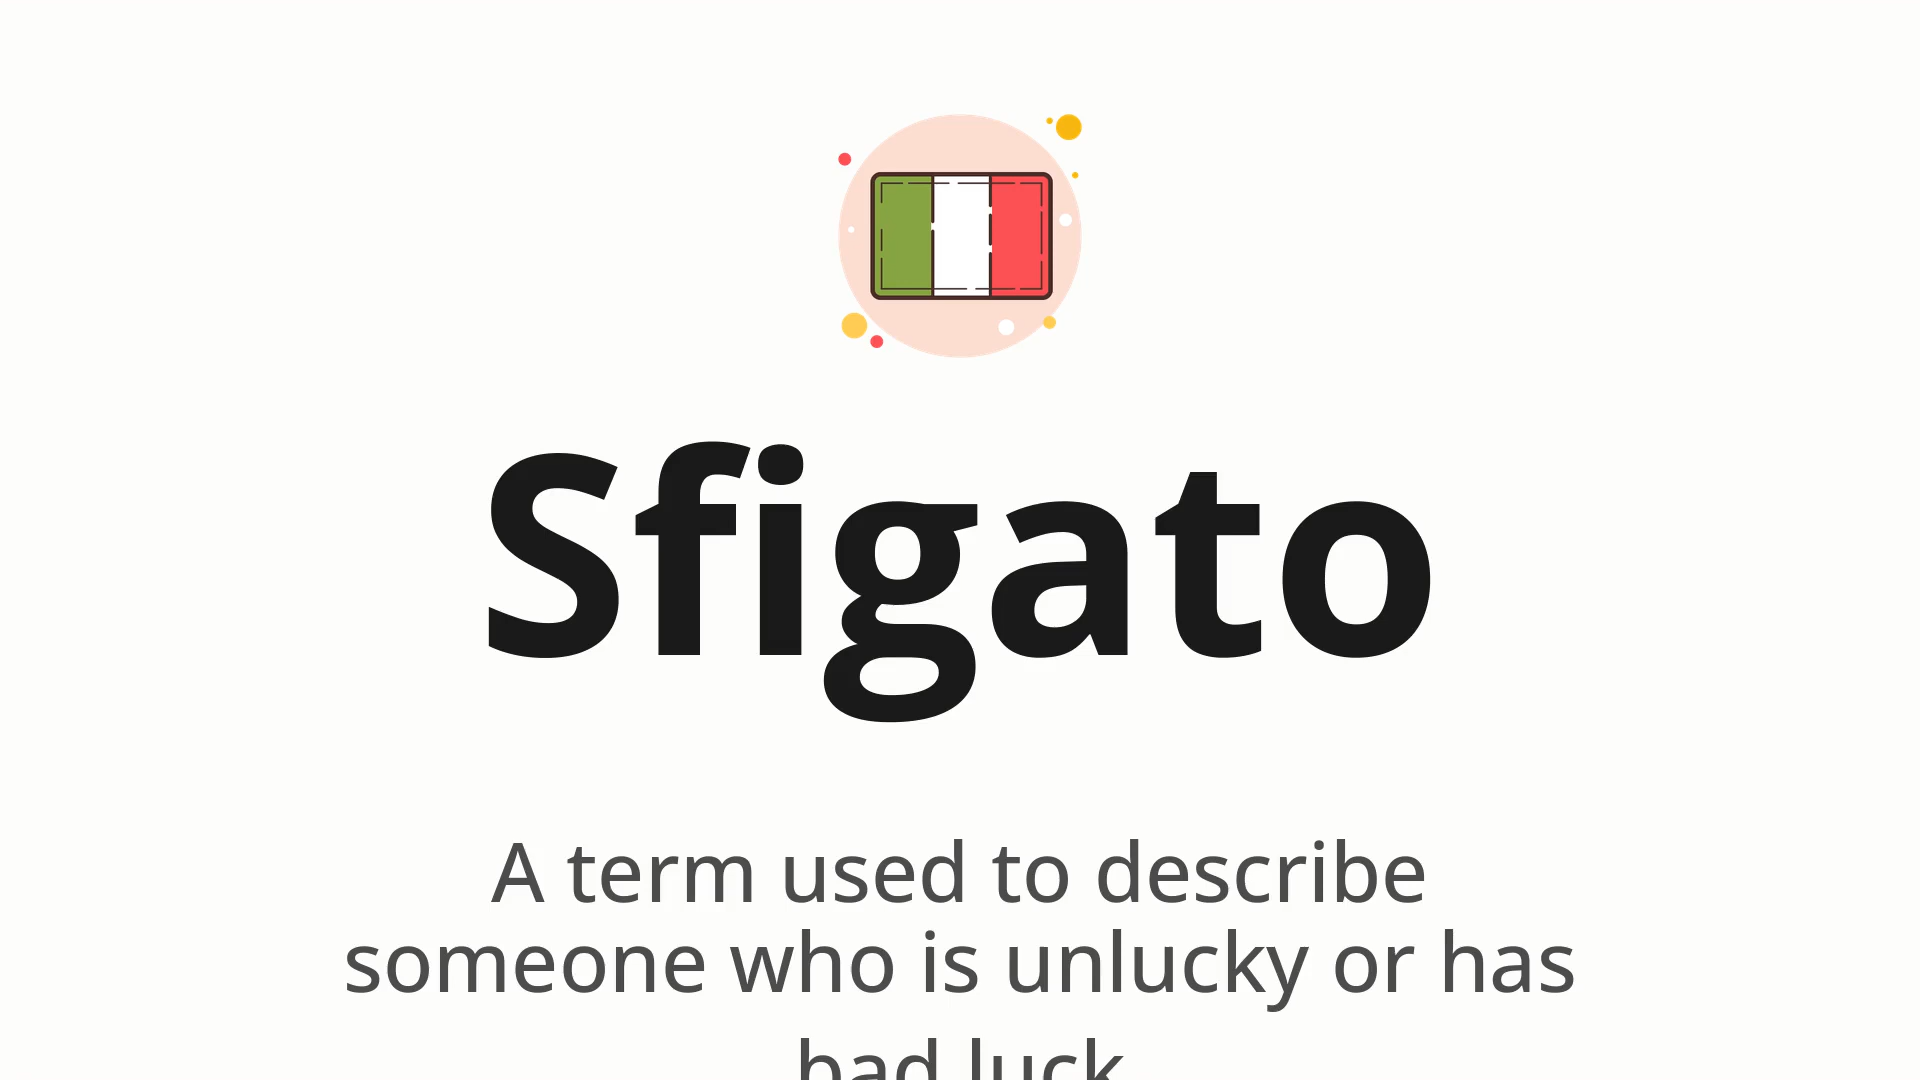 Sfigato
A term used to describe
someone who is unlucky or has
bad luck